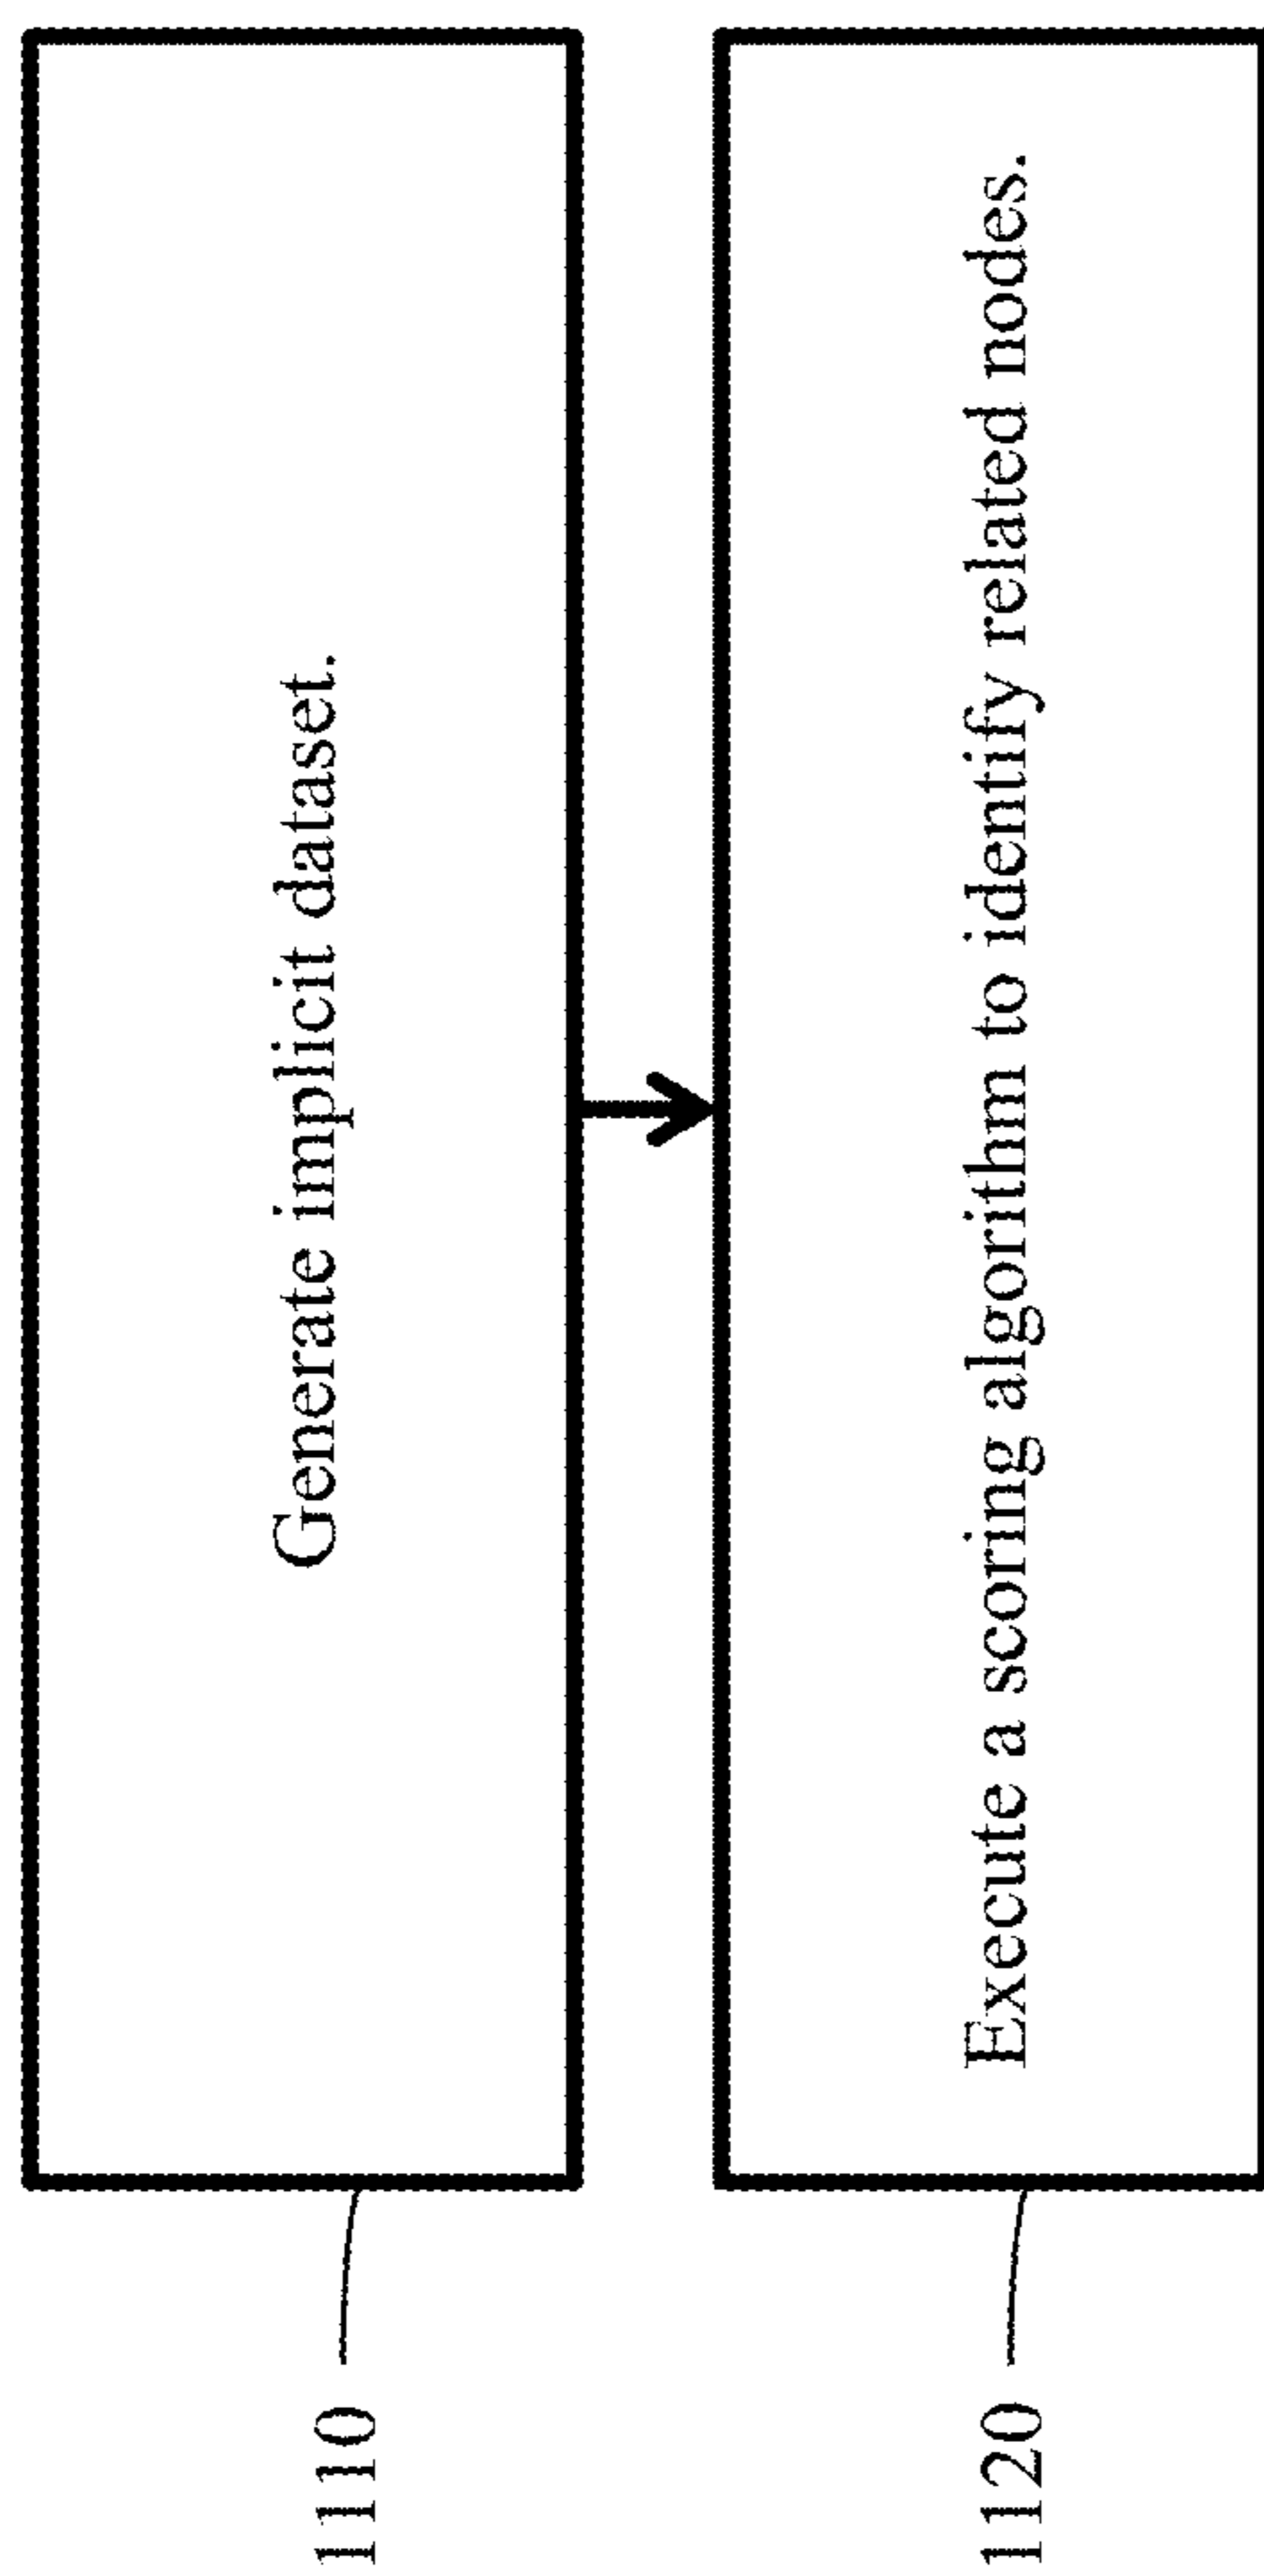 1110
Generate implicit dataset.
1120
Execute a scoring algorithm to identify related nodes.